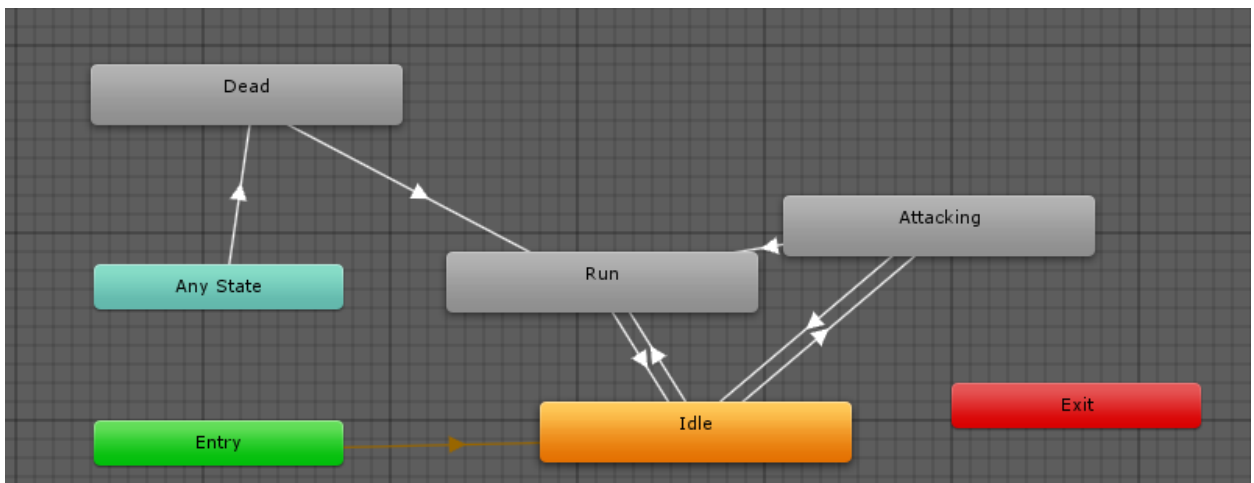 Dead
Attacking
Run
Any State
Exit
Idle
Entry